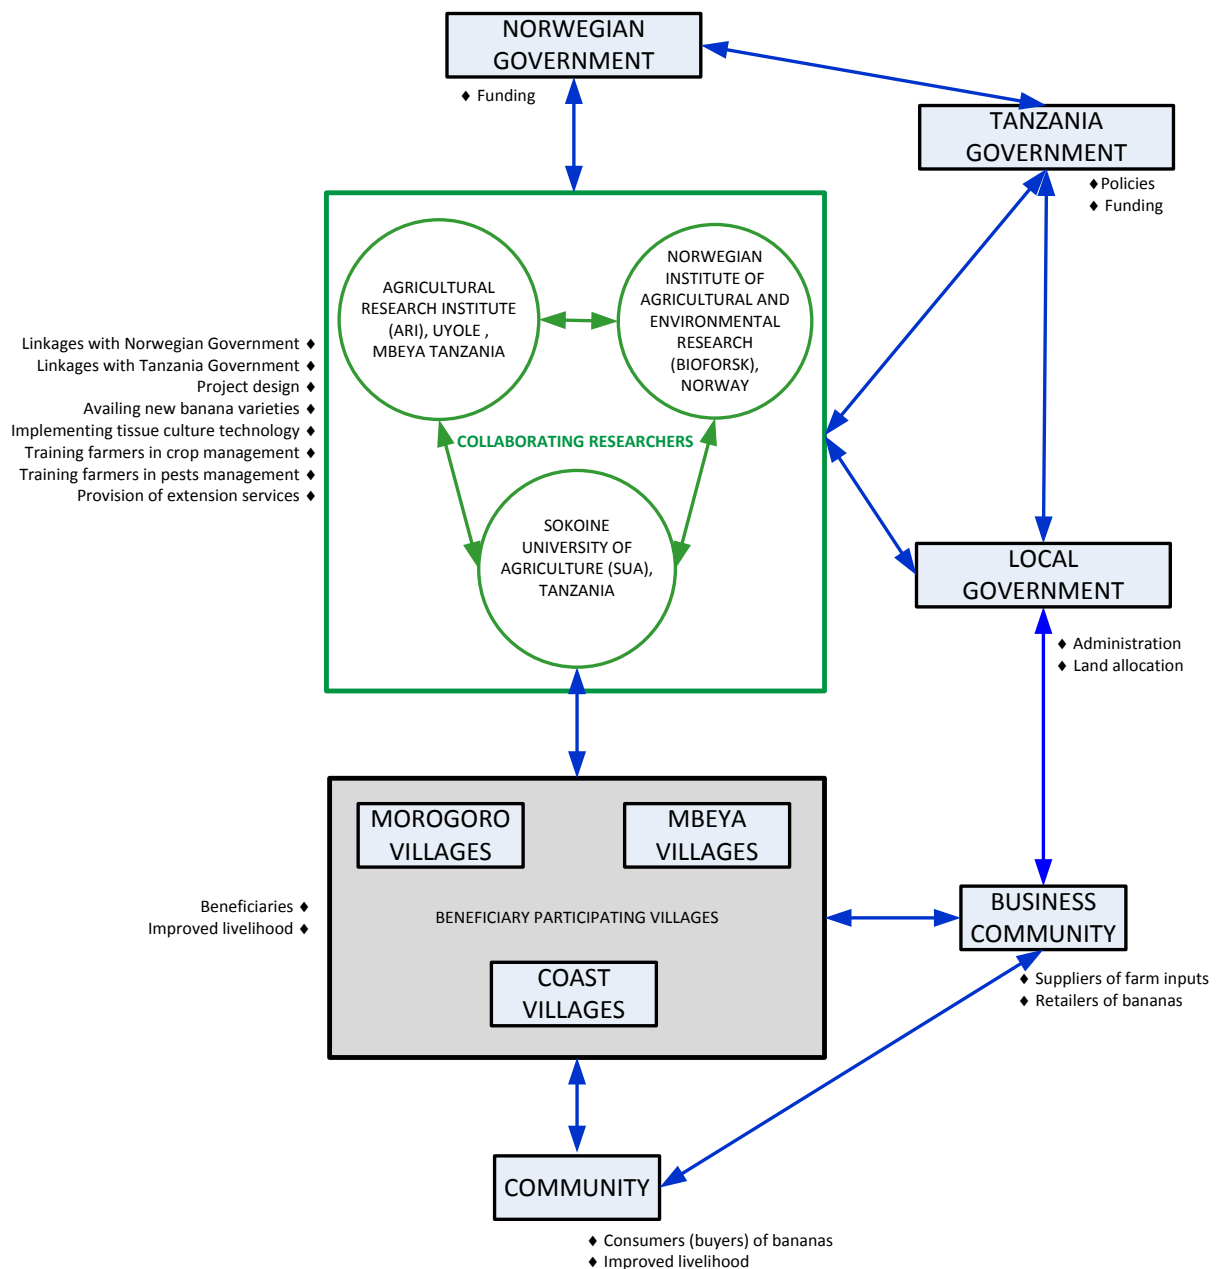 NORWEGIAN
GOVERNMENT
♦ Funding
TANZANIA
GOVERNMENT
♦Policies
♦ Funding
AGRICULTURAL
RESEARCH INSTITUTE
(ARI), UYOLE ,
MBEYA TANZANIA
NORWEGIAN
INSTITUTE OF
AGRICULTURAL AND
ENVIRONMENTAL
RESEARCH
(BIOFORSK),
NORWAY
Linkages with Norwegian Government ♦
Linkages with Tanzania Government ♦
Project design ♦
Availing new banana varieties ♦
Implementing tissue culture technology ♦
Training farmers in crop management ♦
Training farmers in pests management ♦
Provision of extension services ♦
COLLABORATING RESEARCHERS
SOKOINE
UNIVERSITY OF
AGRICULTURE (SUA),
TANZANIA
LOCAL
GOVERNMENT
♦ Administration
♦ Land allocation
MOROGORO
VILLAGES
MBEYA
VILLAGES
Beneficiaries ♦
Improved livelihood ♦
BENEFICIARY PARTICIPATING VILLAGES
COAST
VILLAGES
BUSINESS
COMMUNITY
♦ Suppliers of farm inputs
♦ Retailers of bananas
COMMUNITY
♦ Consumers (buyers) of bananas
♦ Improved livelihood